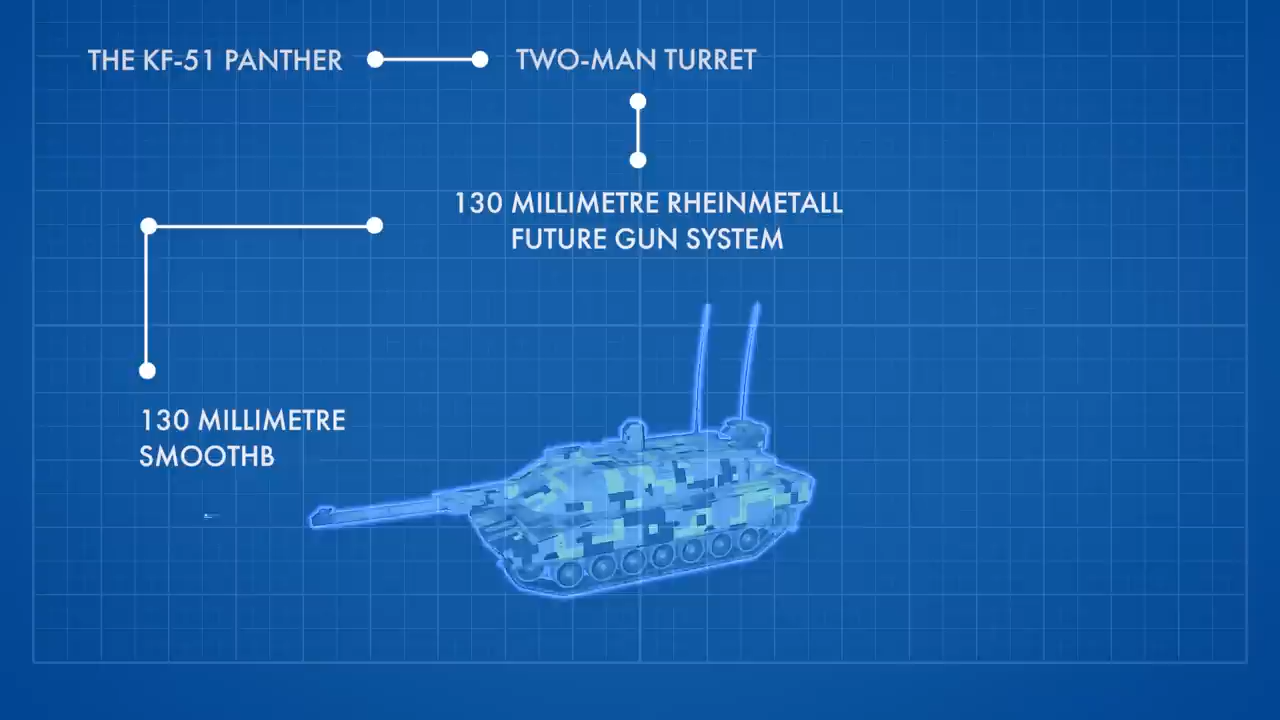 THE KF-51 PANTHER
TWO-MAN TURRET
130 MILLIMETRE RHEINMETALL
FUTURE GUN SYSTEM
130 MILLIMETRE
SMOOTHB